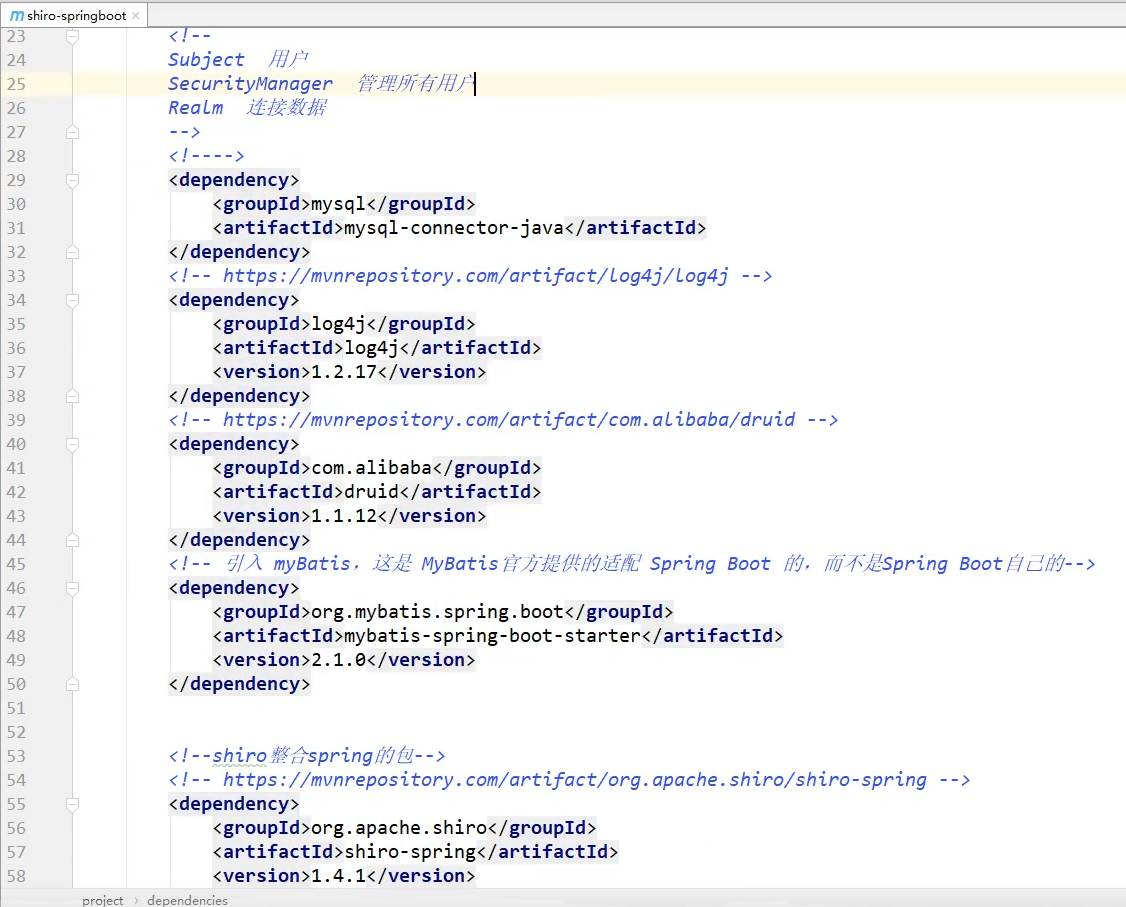 shiro-springboot
23 <!--
24 Subject 用户
25 SecurityManager 管理所有用户
26 Realm 连接数据
27 -->
28 <!---->
29 <dependency>
30 <groupId>mysql</groupId>
31 <artifactId>mysql-connector-java</artifactId>
32 </dependency>
33 <!-- https://mvnrepository.com/artifact/log4j/log4j -->
34 <dependency>
35 <groupId>log4j</groupId>
36 <artifactId>log4j</artifactId>
37 <version>1.2.17</version>
38 </dependency>
39 <!-- https://mvnrepository.com/artifact/com.alibaba/druid -->
40 <dependency>
41 <groupId>com.alibaba</groupId>
42 <artifactId>druid</artifactId>
43 <version>1.1.12</version>
44 </dependency>
45 <!-- 引入 myBatis，这是 MyBatis官方提供的适配 Spring Boot 的，而不是Spring Boot自己的-->
46 <dependency>
47 <groupId>org.mybatis.spring.boot</groupId>
48 <artifactId>mybatis-spring-boot-starter</artifactId>
49 <version>2.1.0</version>
50 </dependency>
51
52
53 <!--shiro整合spring的包-->
54 <!-- https://mvnrepository.com/artifact/org.apache.shiro/shiro-spring -->
55 <dependency>
56 <groupId>org.apache.shiro</groupId>
57 <artifactId>shiro-spring</artifactId>
58 <version>1.4.1</version>
project › dependencies